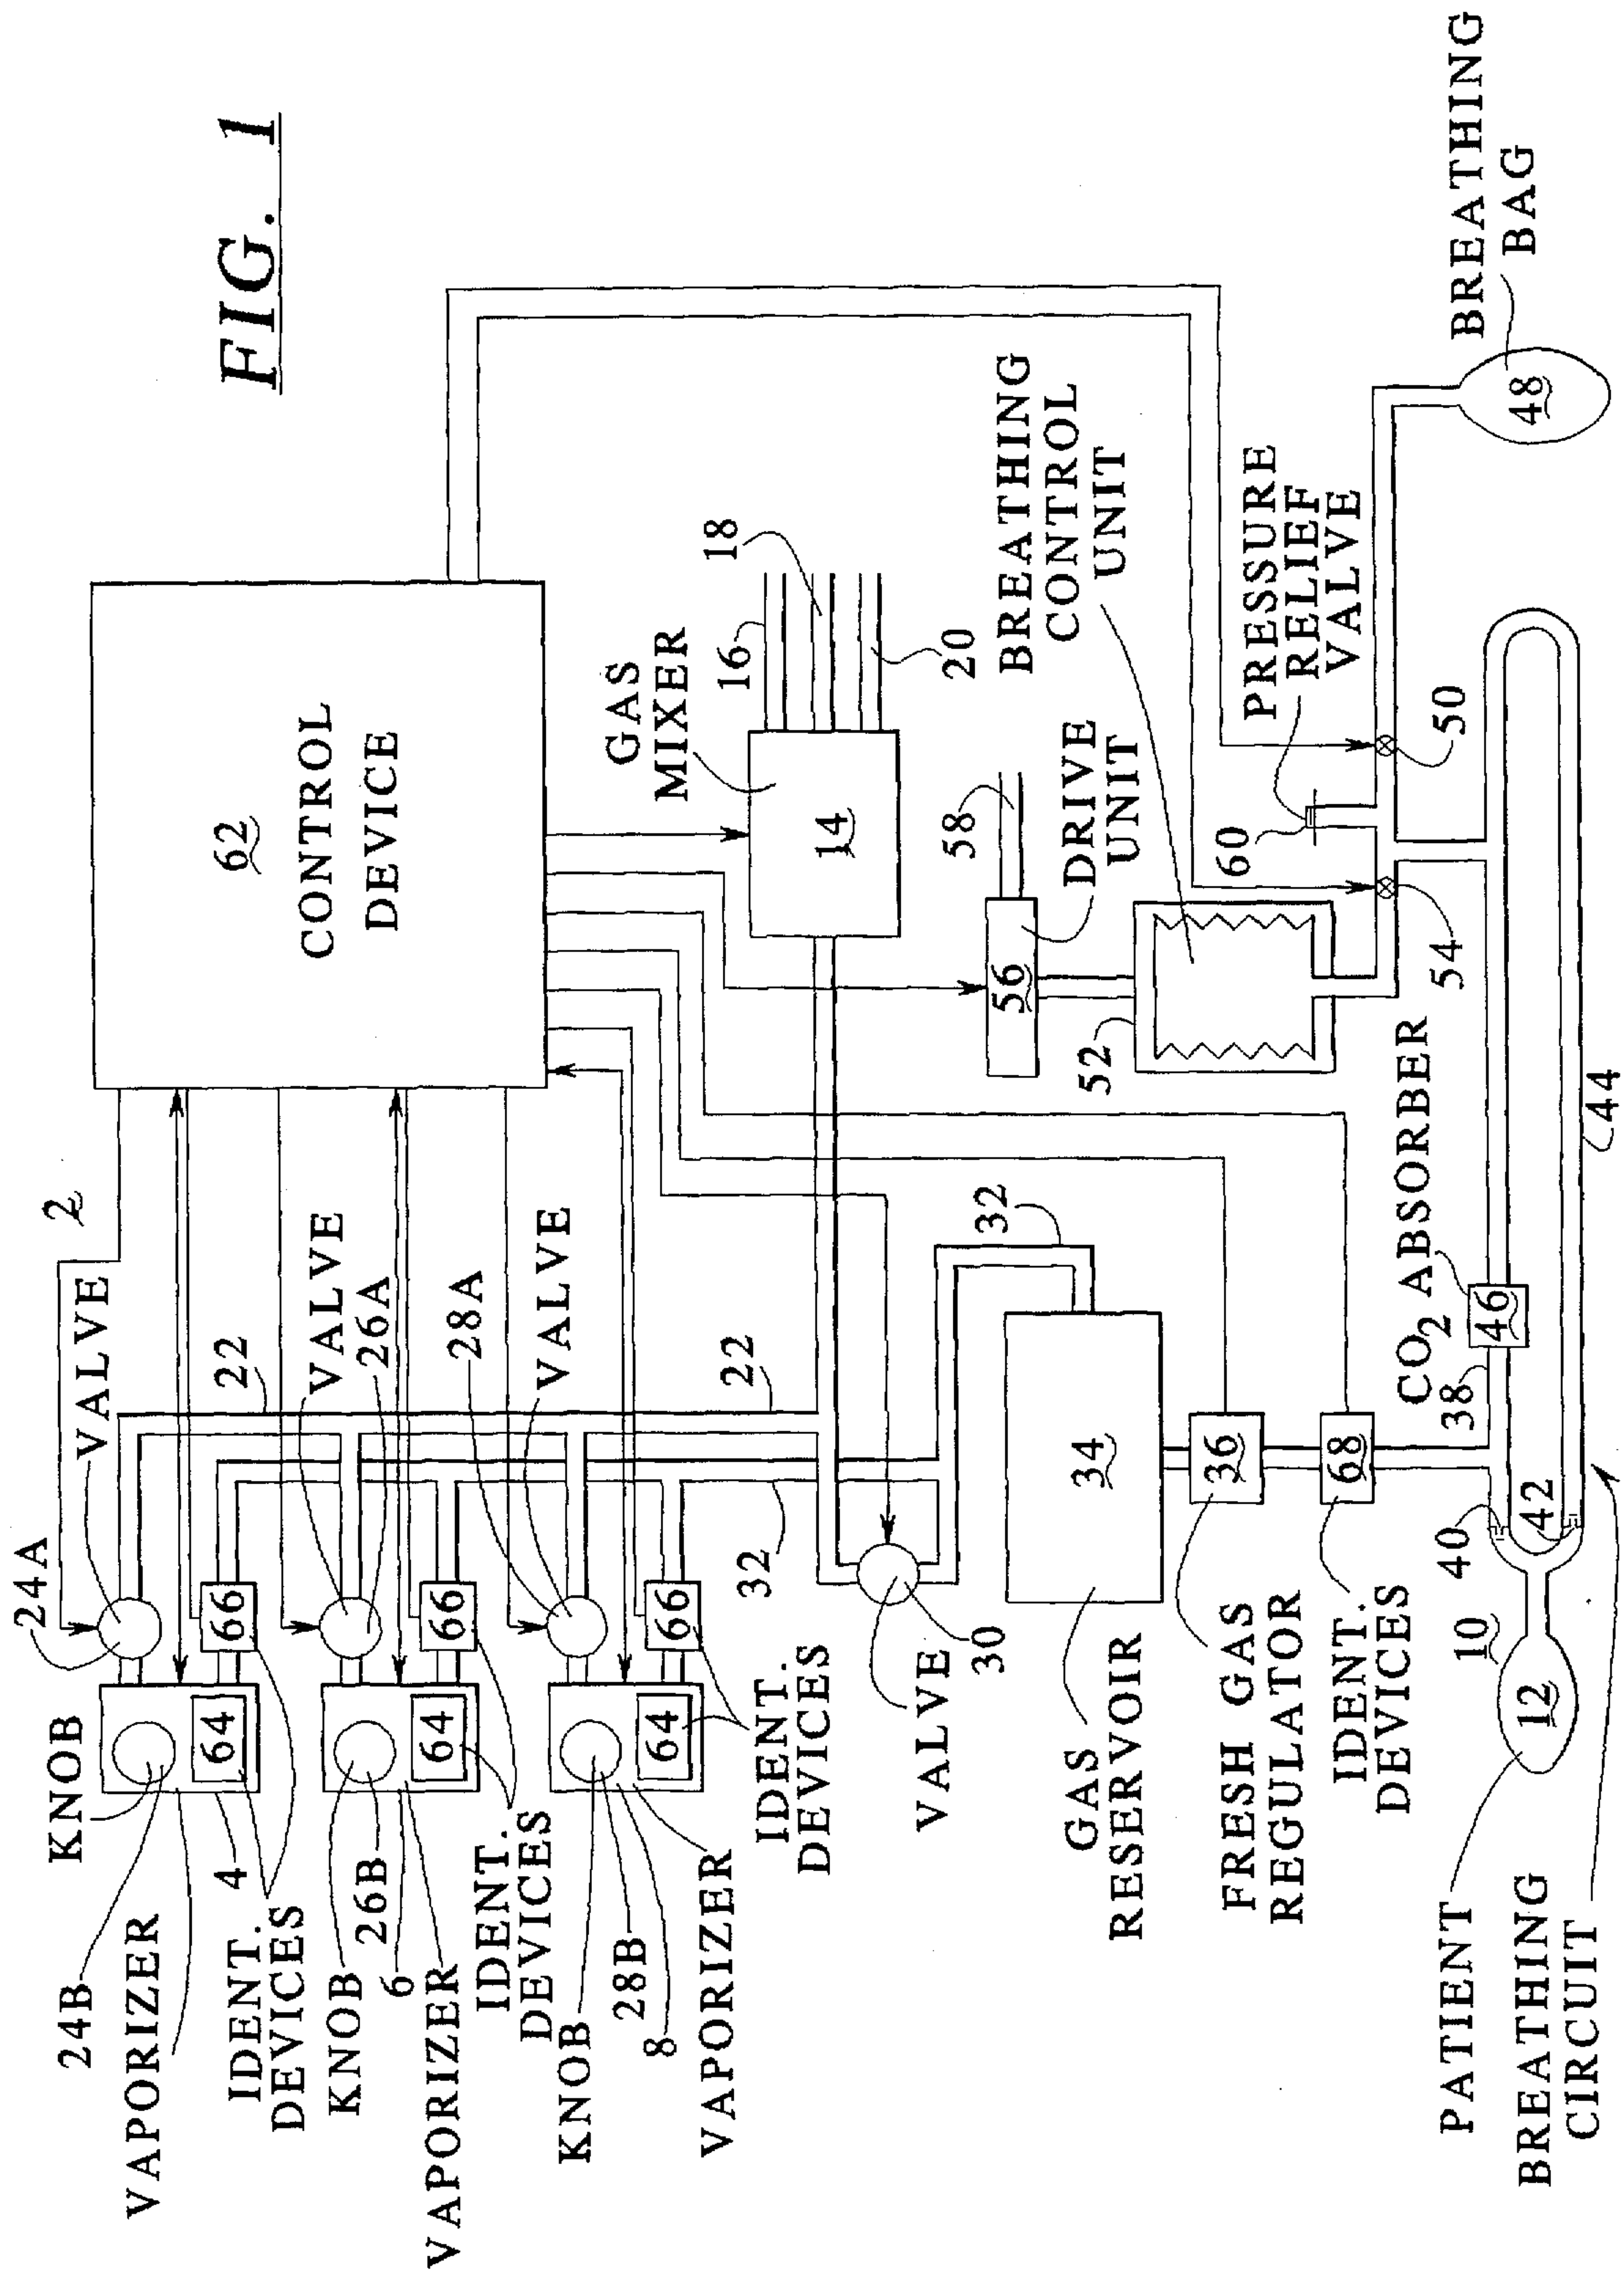 FIG. 1
2
62
CONTROL
DEVICE
24A
VALVE
22
KNOB
24B
VAPORIZER
4
66
64
IDENT.
DEVICES
VALVE
26A
KNOB
26B
6
VAPORIZER
66
64
IDENT.
DEVICES
28A
VALVE
KNOB
28B
8
VAPORIZER
66
64
IDENT.
DEVICES
22
32
GAS
MIXER
14
16
18
20
VALVE
30
32
34
GAS
RESERVOIR
36
FRESH GAS
REGULATOR
68
IDENT.
DEVICES
58
56
DRIVE
UNIT
52
BREATHING
CONTROL
UNIT
60
PRESSURE
RELIEF
VALVE
54
50
48
BREATHING
BAG
CO2 ABSORBER
46
38
40
42
44
10
12
PATIENT
BREATHING
CIRCUIT